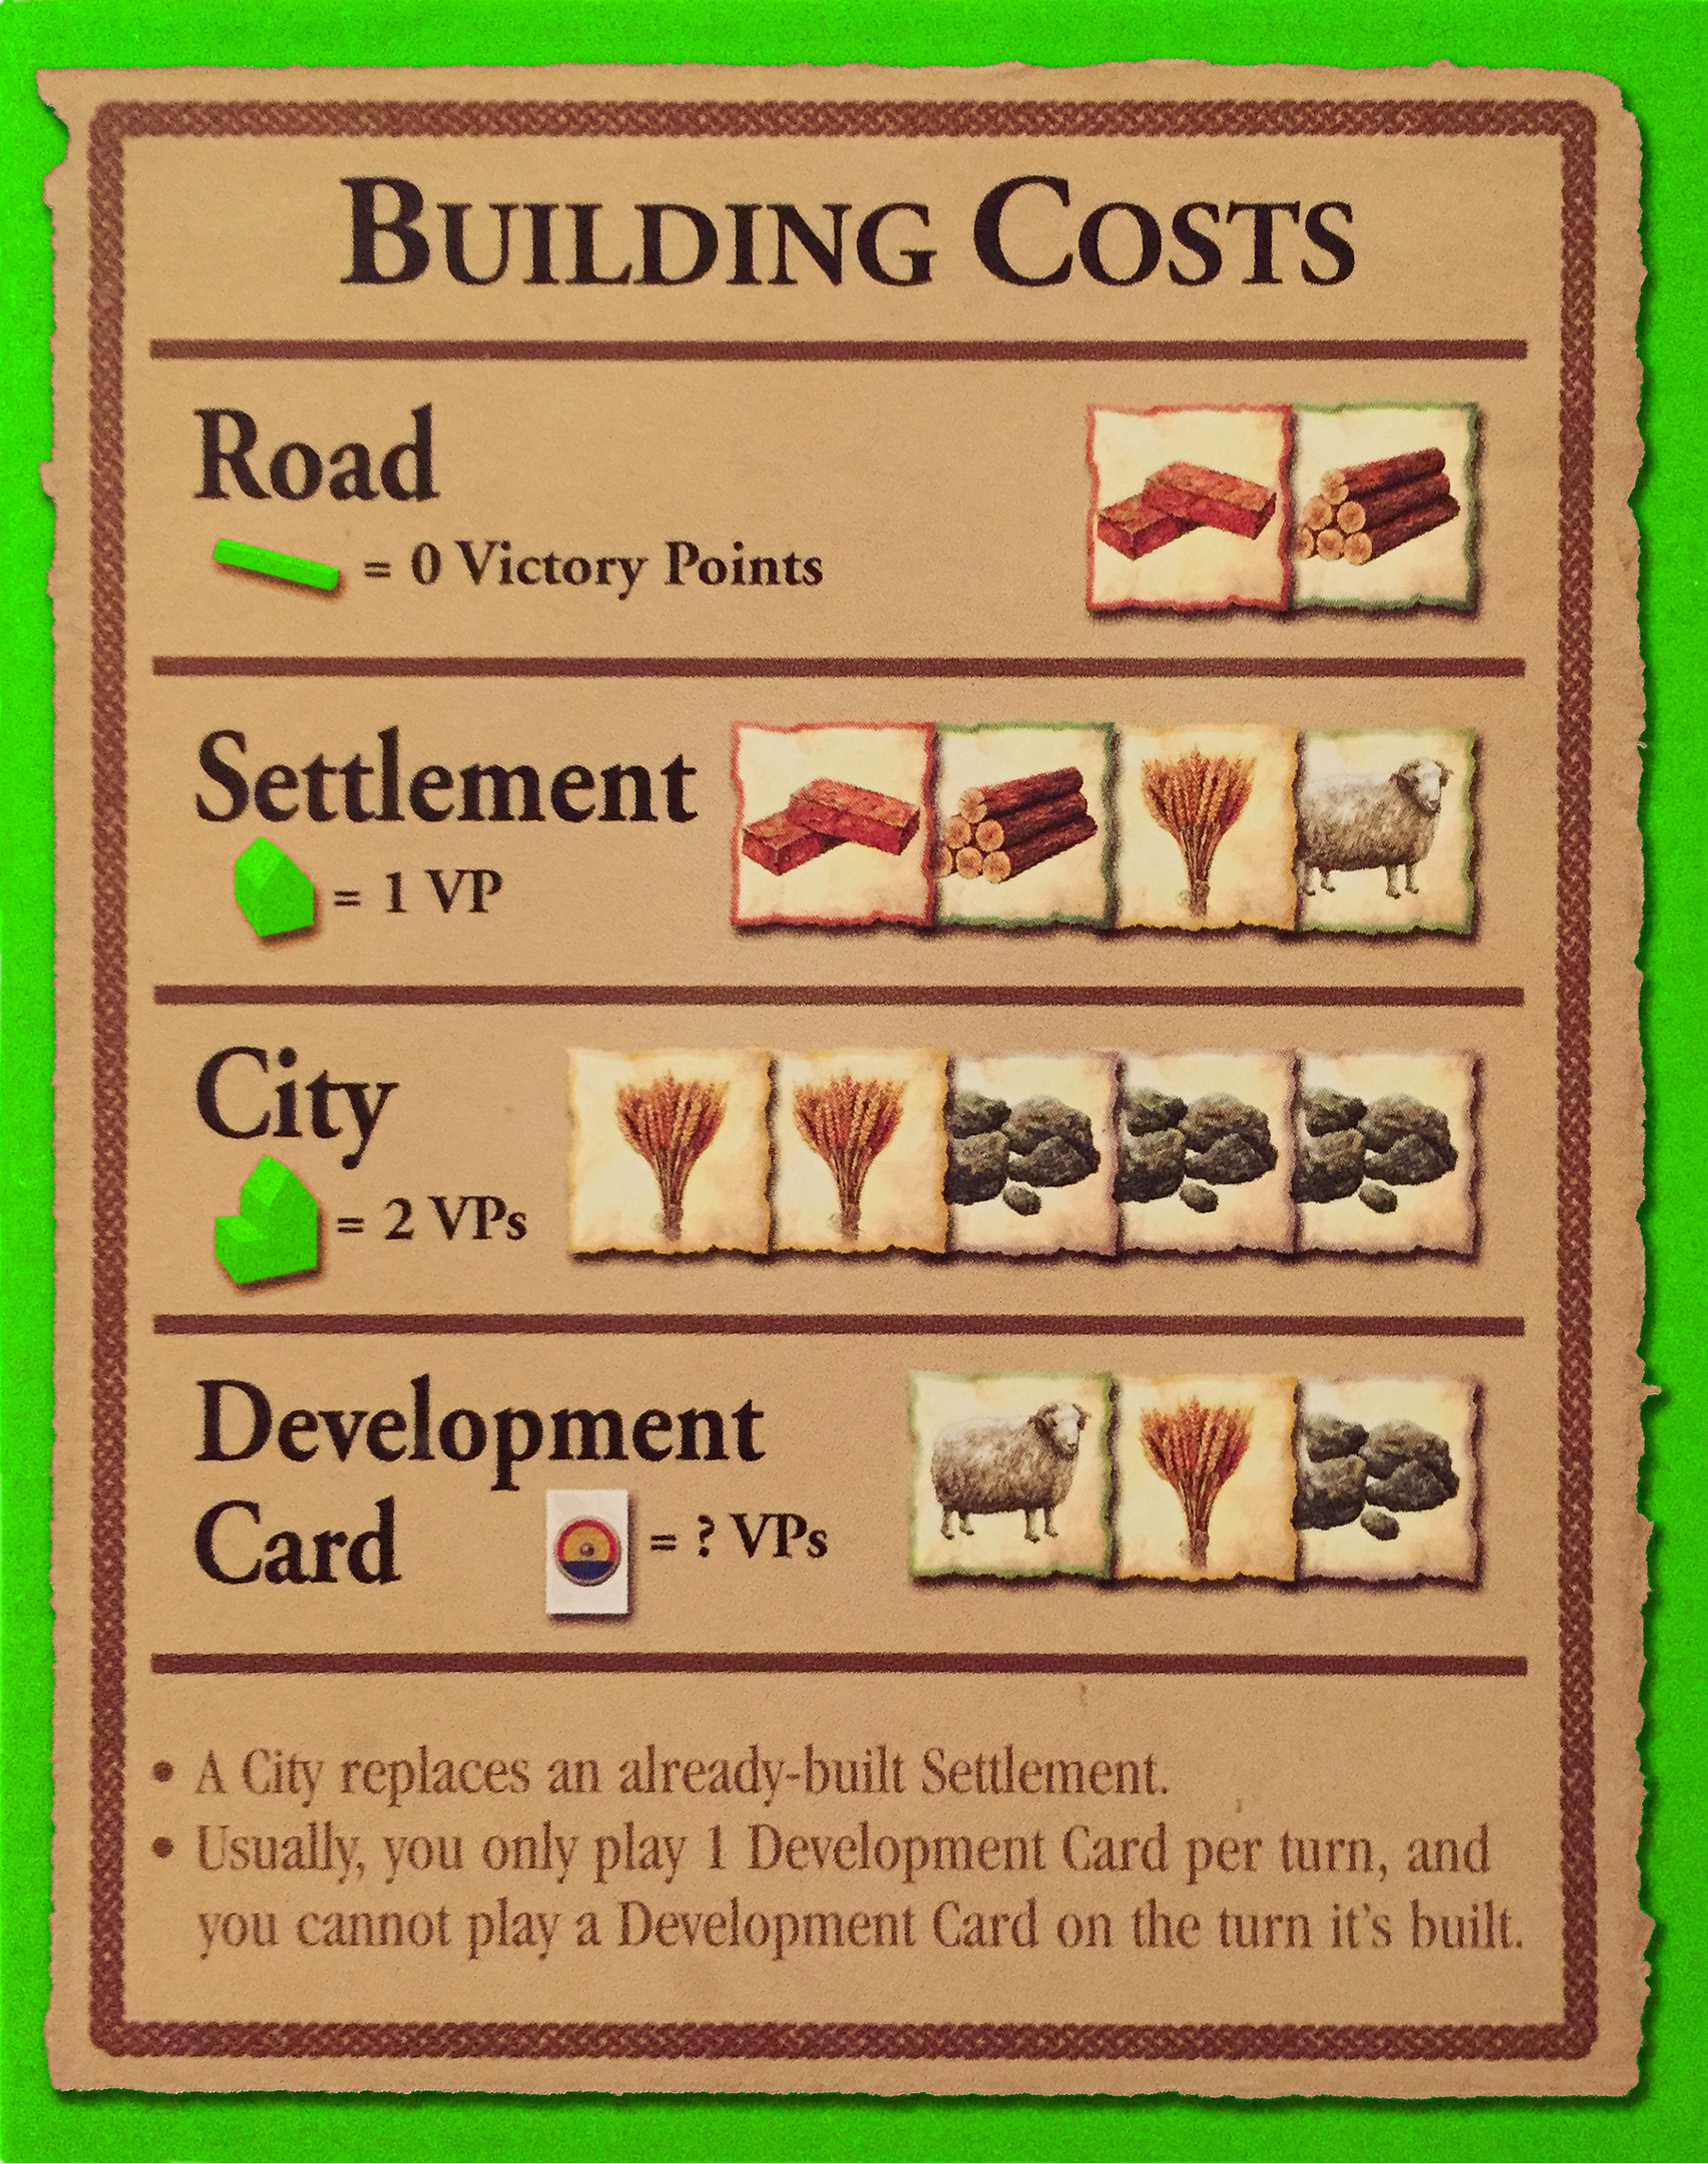 BUILDING COSTS
Road
= 0 Victory Points
Settlement
= 1 VP
City
= 2 VPs
Development
Card
= ? VPs
• A City replaces an already-built Settlement.
• Usually, you only play 1 Development Card per turn, and
you cannot play a Development Card on the turn it's built.